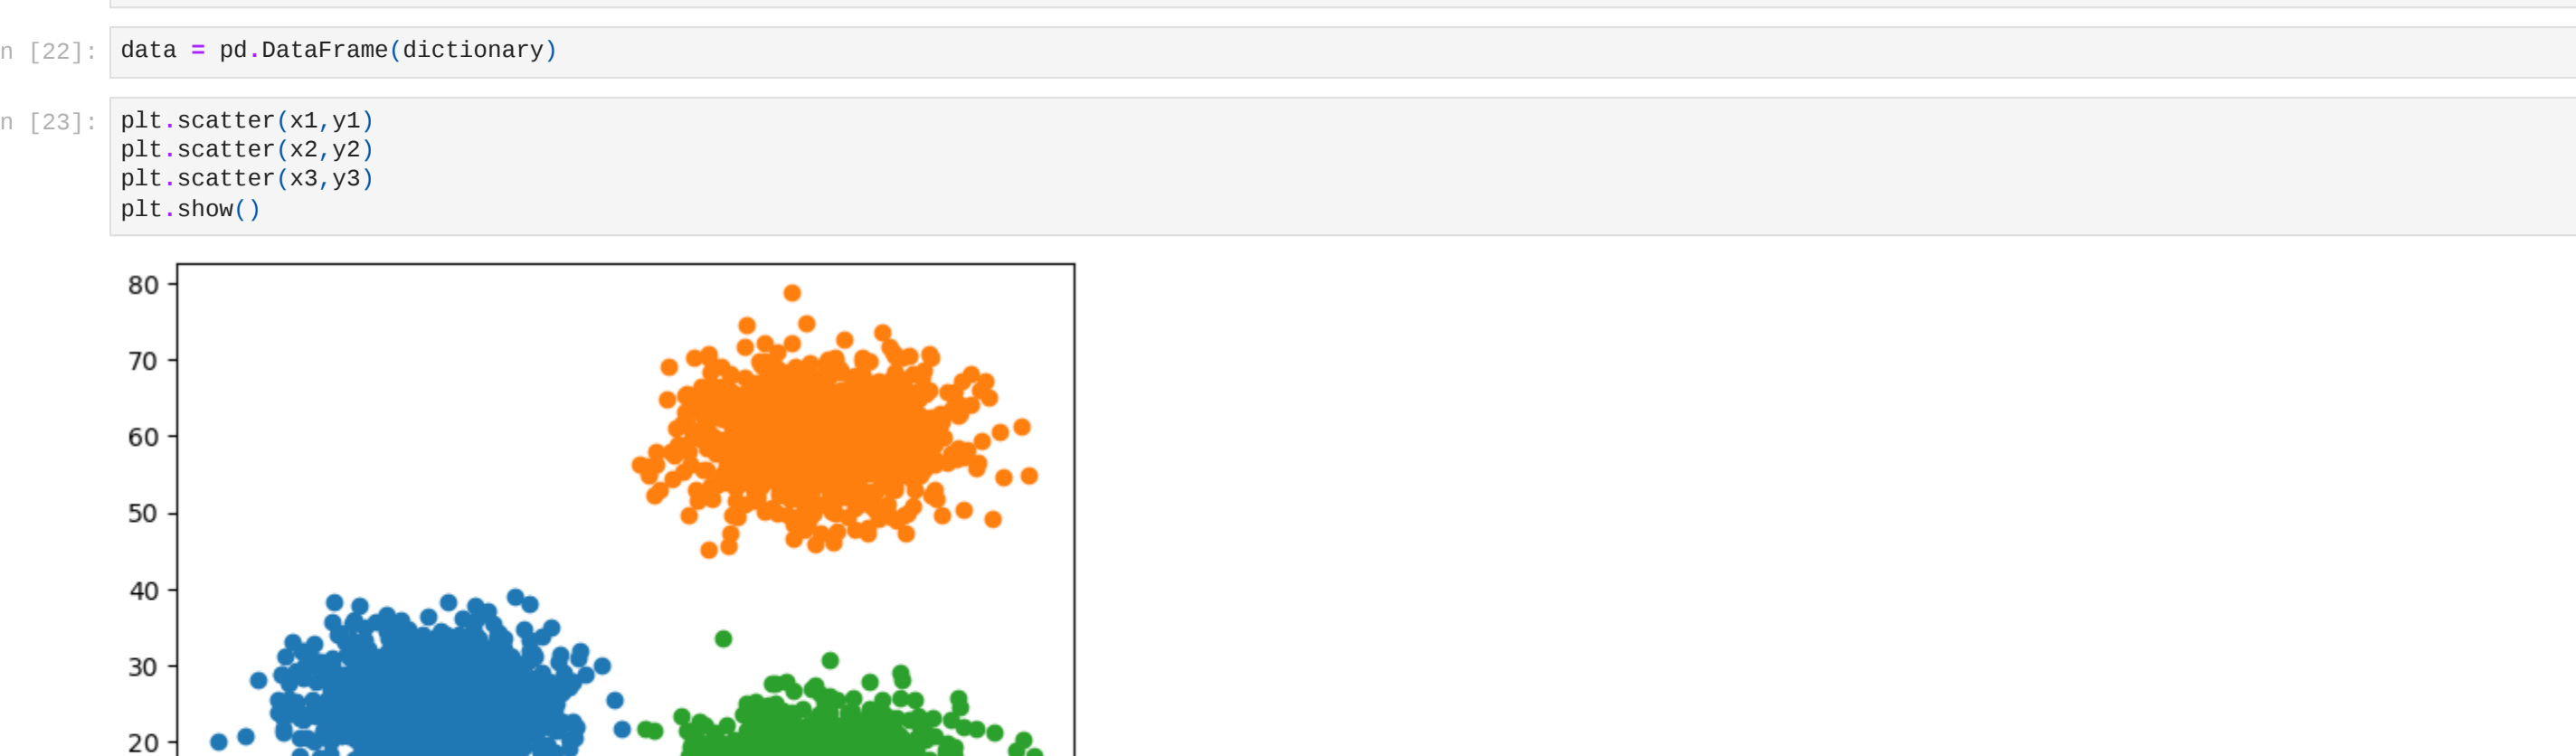 n [22]: data = pd.DataFrame(dictionary)
n [23]: plt.scatter(x1,y1)
plt.scatter(x2,y2)
plt.scatter(x3,y3)
plt.show()
80
70
60
50
40
30
20